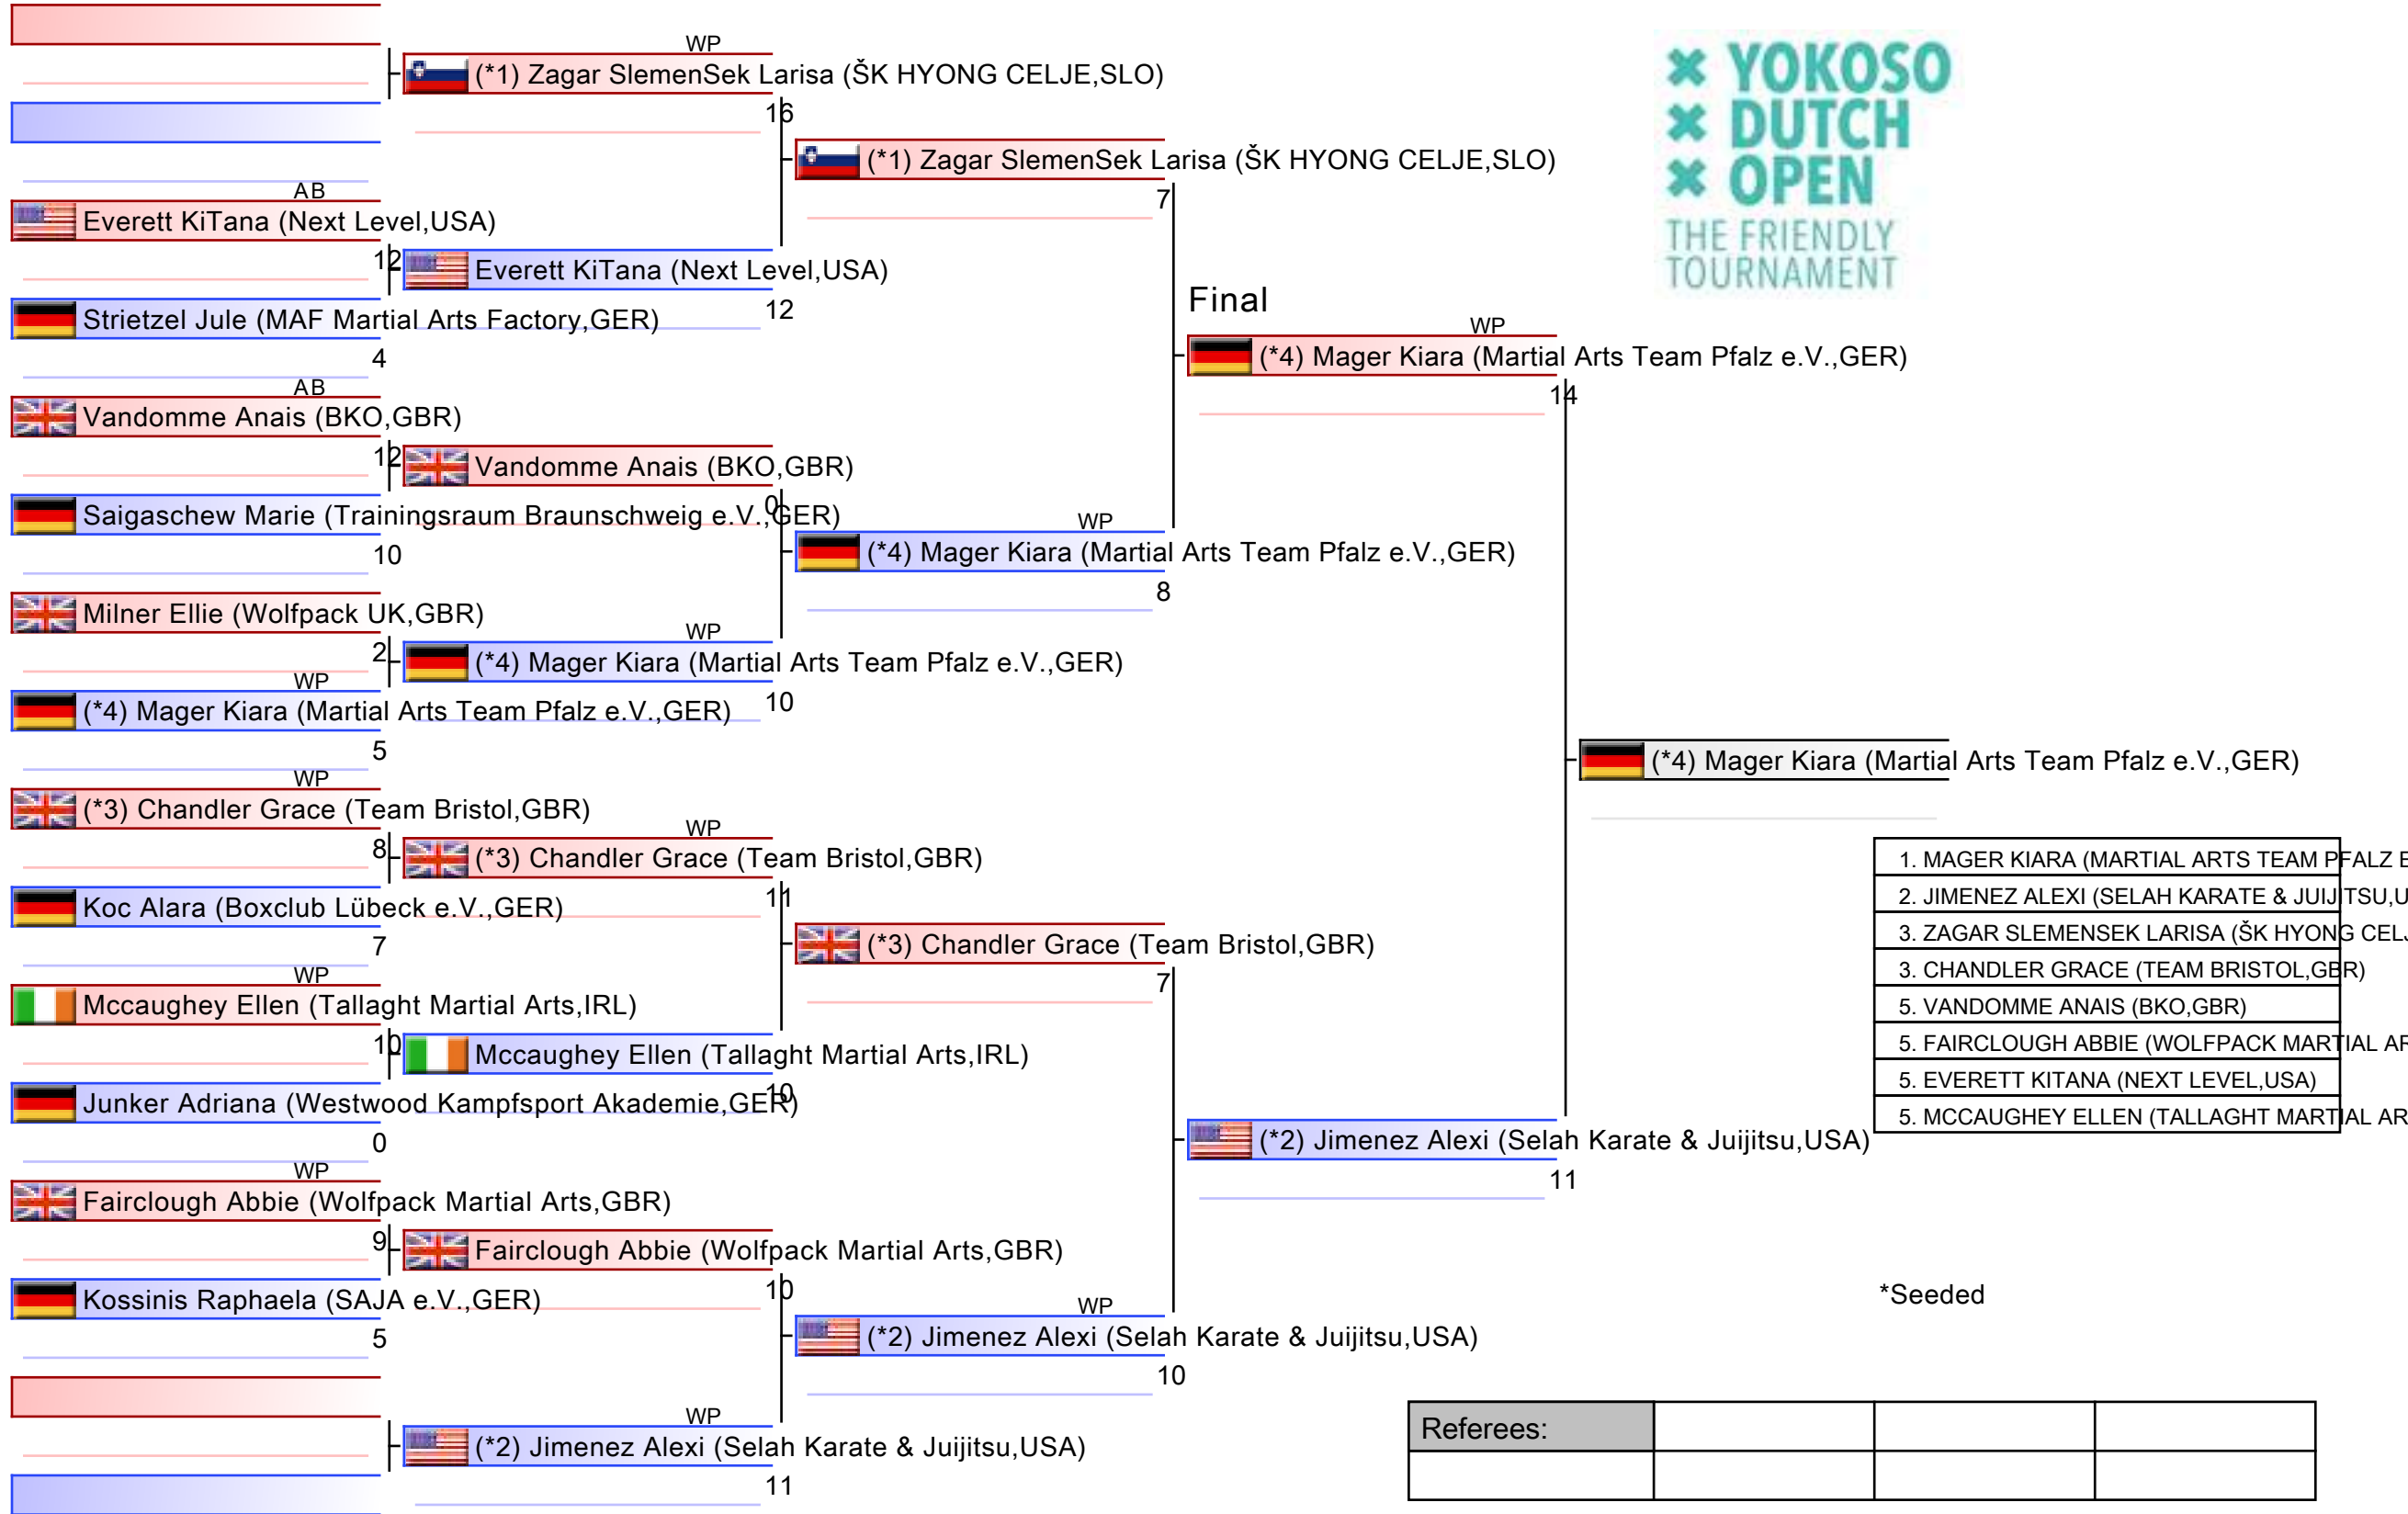 WP
(*1) Zagar SlemenSek Larisa (ŠK HYONG CELJE,SLO)
16
AB
Everett KiTana (Next Level,USA)
12
Everett KiTana (Next Level,USA)
12
Strietzel Jule (MAF Martial Arts Factory,GER)
4
AB
Vandomme Anais (BKO,GBR)
12
Vandomme Anais (BKO,GBR)
0
Saigaschew Marie (Trainingsraum Braunschweig e.V.,GER)
10
Milner Ellie (Wolfpack UK,GBR)
2
WP
(*4) Mager Kiara (Martial Arts Team Pfalz e.V.,GER)
10
WP
(*4) Mager Kiara (Martial Arts Team Pfalz e.V.,GER)
5
WP
(*3) Chandler Grace (Team Bristol,GBR)
8
WP
(*3) Chandler Grace (Team Bristol,GBR)
11
Koc Alara (Boxclub Lübeck e.V.,GER)
7
WP
Mccaughey Ellen (Tallaght Martial Arts,IRL)
10
Mccaughey Ellen (Tallaght Martial Arts,IRL)
10
Junker Adriana (Westwood Kampfsport Akademie,GER)
0
WP
Fairclough Abbie (Wolfpack Martial Arts,GBR)
9
Fairclough Abbie (Wolfpack Martial Arts,GBR)
10
Kossinis Raphaela (SAJA e.V.,GER)
5
WP
(*2) Jimenez Alexi (Selah Karate & Juijitsu,USA)
11
(*1) Zagar SlemenSek Larisa (ŠK HYONG CELJE,SLO)
7
WP
(*4) Mager Kiara (Martial Arts Team Pfalz e.V.,GER)
8
(*3) Chandler Grace (Team Bristol,GBR)
7
WP
(*2) Jimenez Alexi (Selah Karate & Juijitsu,USA)
10
Final
WP
(*4) Mager Kiara (Martial Arts Team Pfalz e.V.,GER)
14
(*2) Jimenez Alexi (Selah Karate & Juijitsu,USA)
11
(*4) Mager Kiara (Martial Arts Team Pfalz e.V.,GER)
YOKOSO
DUTCH
OPEN
THE FRIENDLY
TOURNAMENT
1. MAGER KIARA (MARTIAL ARTS TEAM PFALZ E
2. JIMENEZ ALEXI (SELAH KARATE & JUIJITSU,U
3. ZAGAR SLEMENSEK LARISA (ŠK HYONG CELJ
3. CHANDLER GRACE (TEAM BRISTOL,GBR)
5. VANDOMME ANAIS (BKO,GBR)
5. FAIRCLOUGH ABBIE (WOLFPACK MARTIAL AR
5. EVERETT KITANA (NEXT LEVEL,USA)
5. MCCAUGHEY ELLEN (TALLAGHT MARTIAL AR
*Seeded
Referees: